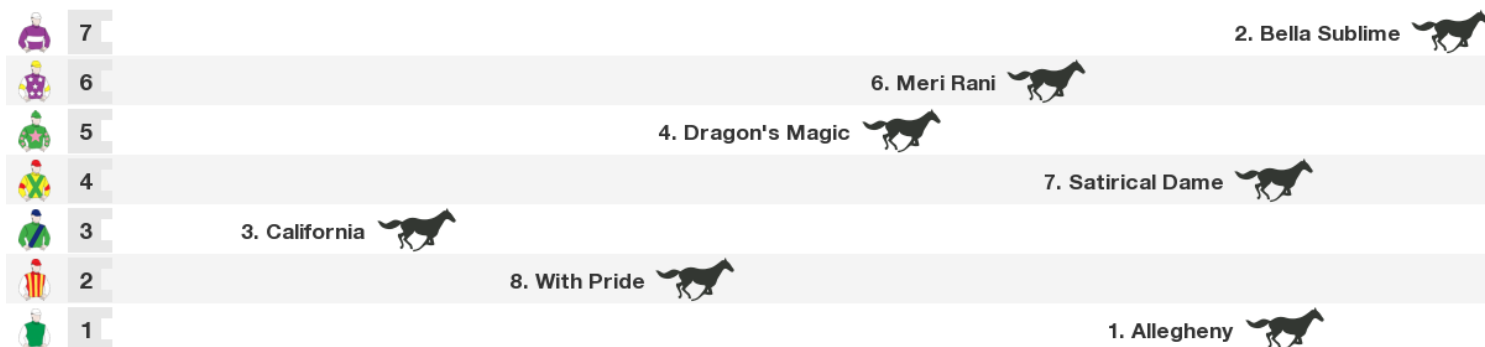 7 2. Bella Sublime
6 6. Meri Rani
5 4. Dragon's Magic
4 7. Satirical Dame
3 3. California
2 8. With Pride
1 1. Allegheny